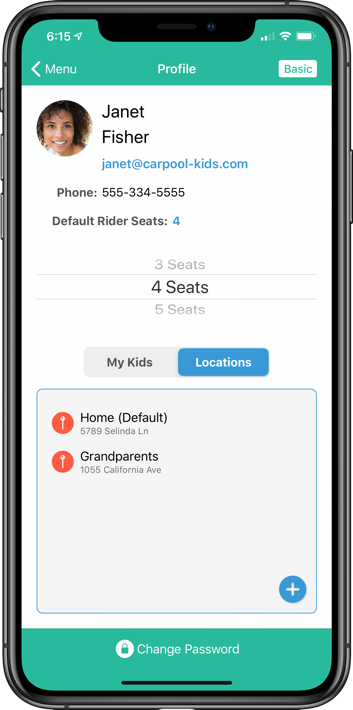 6:15
Menu
Profile
Basic
Janet
Fisher
janet@carpool-kids.com
Phone: 555-334-5555
Default Rider Seats: 4
3 Seats
4 Seats
5 Seats
My Kids
Locations
Home (Default)
5789 Selinda Ln
Grandparents
1055 California Ave
Change Password